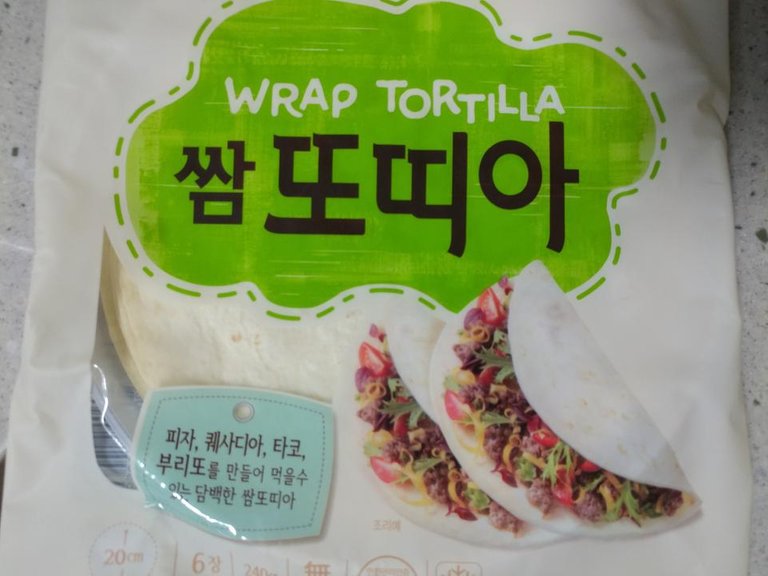 WRAP TORTILLA
쌈또띠아
피자, 퀘사디아, 타코,
부리또를 만들어 먹을수
있는 담백한 쌈또띠아
조리예
20cm
6장
240g
無